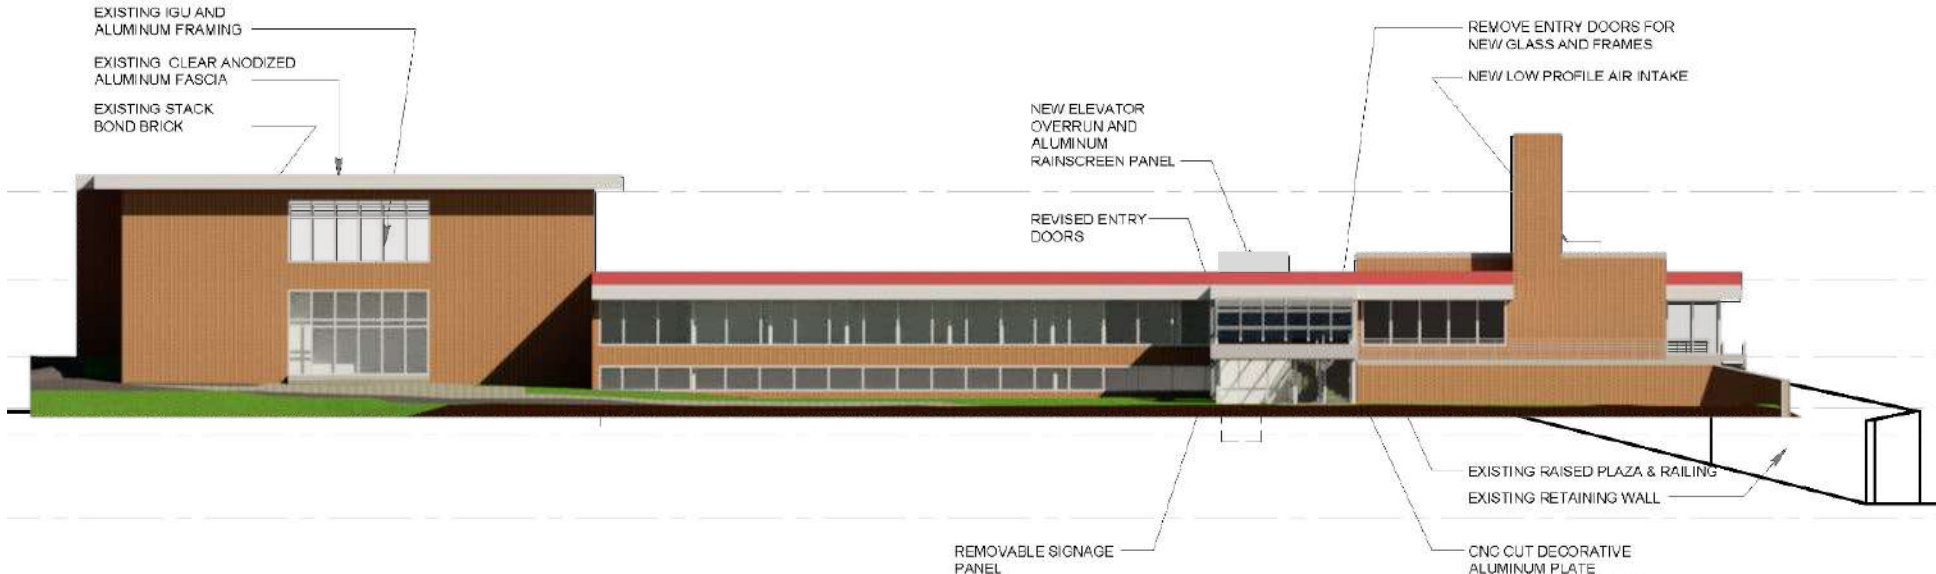 EXISTING IGU AND
ALUMINUM FRAMING
EXISTING CLEAR ANODIZED
ALUMINUM FASCIA
EXISTING STACK
BOND BRICK
NEW ELEVATOR
OVERRUN AND
ALUMINUM
RAINSCREEN PANEL
REVISED ENTRY
DOORS
REMOVE ENTRY DOORS FOR
NEW GLASS AND FRAMES
NEW LOW PROFILE AIR INTAKE
EXISTING RAISED PLAZA & RAILING
EXISTING RETAINING WALL
REMOVABLE SIGNAGE
PANEL
CNC CUT DECORATIVE
ALUMINUM PLATE